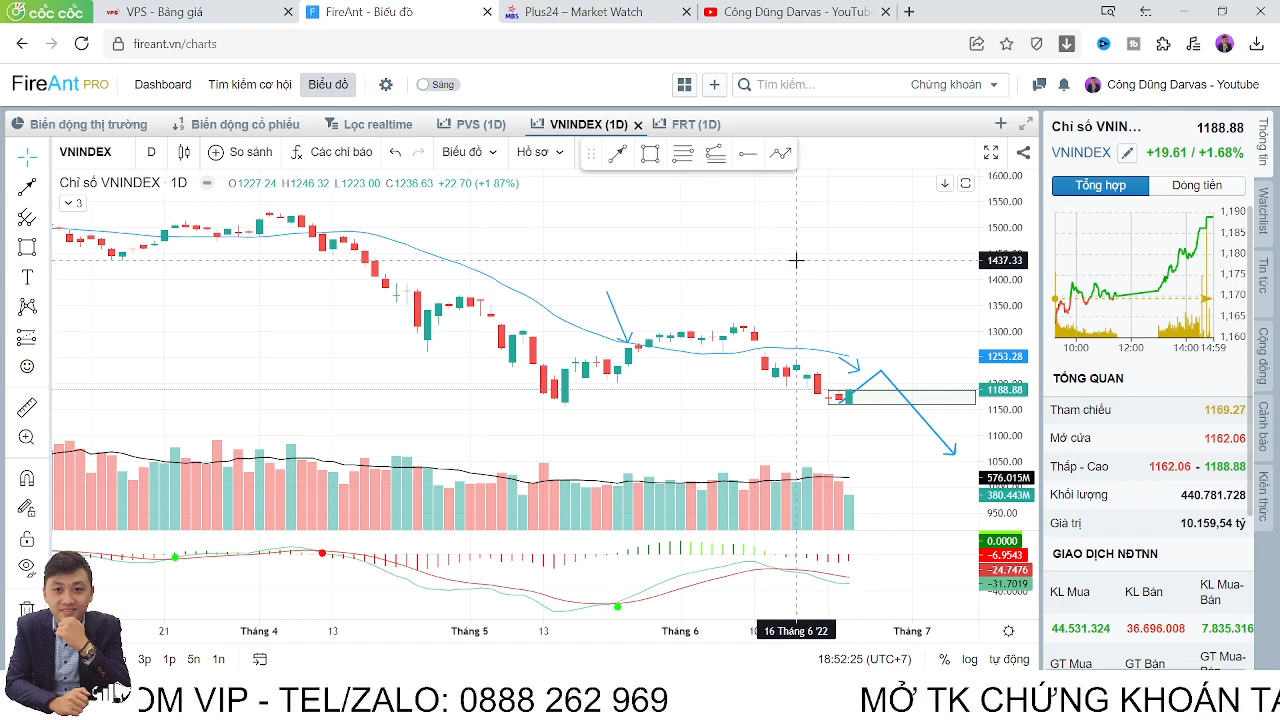 cốc cốc
VPS - Bảng giá
FireAnt - Biểu đồ
Plus24 – Market Watch
Công Dũng Darvas - YouTube
fireant.vn/charts
FireAnt PRO
Dashboard
Tìm kiếm cơ hội
Biểu đồ
Sáng
Tìm kiếm...
Chứng khoán
Công Dũng Darvas - Youtube
Biến động thị trường
Biến động cổ phiếu
Lọc realtime
PVS (1D)
VNINDEX (1D)
FRT (1D)
VNINDEX
D
So sánh
Các chỉ báo
Biểu đồ
Hồ sơ
Chỉ số VNINDEX · 1D
O1227.24 H1246.32 L1223.00 C1236.63 +22.70 (+1.87%)
3
1600.00
1550.00
1500.00
1437.33
1400.00
1350.00
1300.00
1253.28
1188.88
1150.00
1100.00
1050.00
576.015M
380.443M
950.00
0.0000
−6.9543
−24.7476
−31.7019
21
Tháng 4
13
Tháng 5
13
Tháng 6
16 Tháng 6 '22
Tháng 7
3p
1p
5n
1n
18:52:25 (UTC+7)
%
log
tự động
Chỉ số VNIN...
1188.88
VNINDEX
+19.61 / +1.68%
Tổng hợp
Dòng tiền
1,190
1,185
1,180
1,175
1,170
1,165
1,160
10:00
12:00
14:00
14:59
TỔNG QUAN
Tham chiếu
1169.27
Mở cửa
1162.06
Thấp - Cao
1162.06 - 1188.88
Khối lượng
440.781.728
Giá trị
10.159,54 tỷ
GIAO DỊCH NĐTNN
KL Mua
KL Bán
KL Mua-Bán
44.531.324
36.696.008
7.835.316
GT Mua
GT Bán
GT Mua-
Thông tin
Watchlist
Tin tức
Cộng đồng
Cảnh báo
Kiến thức
OM VIP - TEL/ZALO: 0888 262 969
MỞ TK CHỨNG KHOÁN TẠ